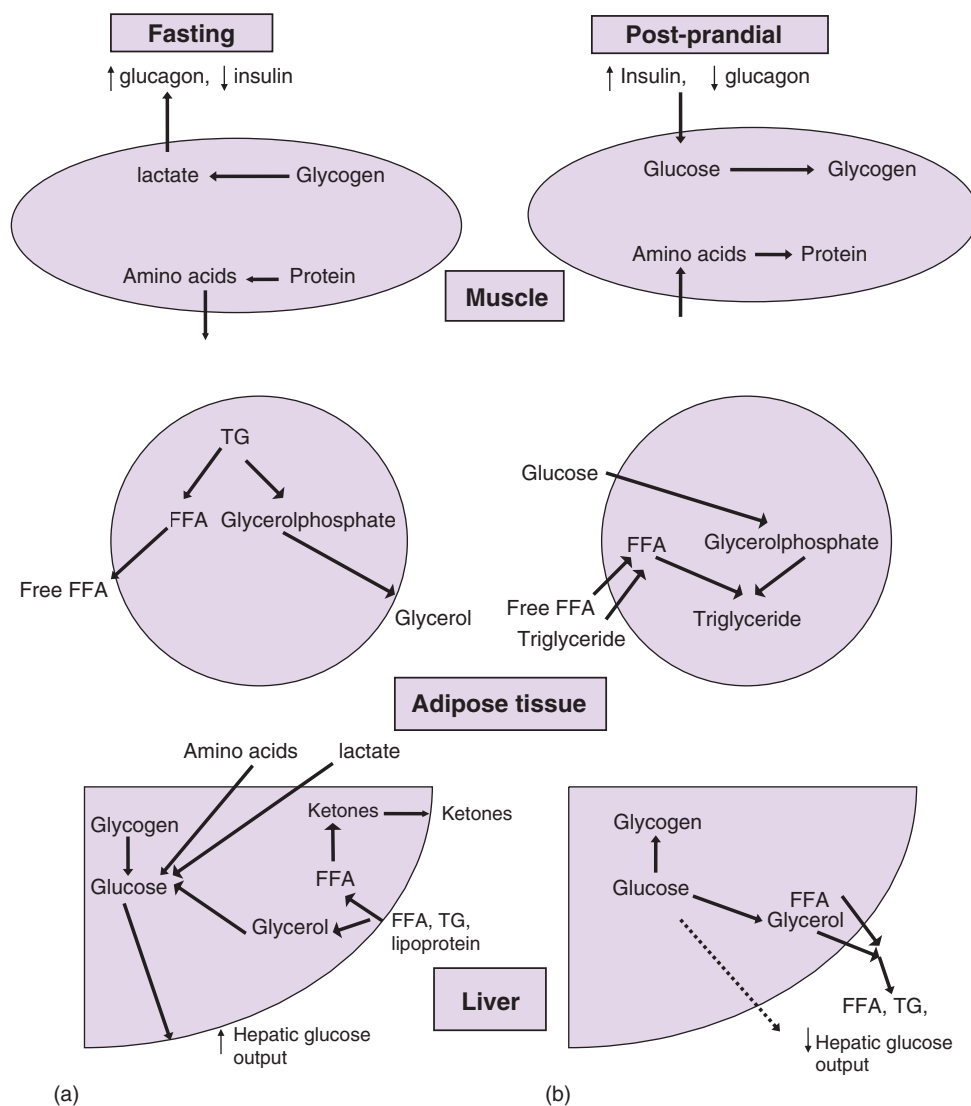 Fasting
↑ glucagon, ↓ insulin
lactate
Glycogen
Amino acids
Protein
Post-prandial
↑ Insulin, ↓ glucagon
Glucose
Glycogen
Amino acids
Protein
Muscle
TG
FFA
Glycerolphosphate
Free FFA
Glycerol
Glucose
FFA
Glycerolphosphate
Free FFA
Triglyceride
Triglyceride
Adipose tissue
Amino acids
lactate
Glycogen
Glucose
Ketones
Ketones
FFA
Glycerol
FFA, TG,
lipoprotein
↑ Hepatic glucose
output
Liver
Glycogen
Glucose
FFA
Glycerol
FFA, TG,
↓ Hepatic glucose
output
(a)
(b)